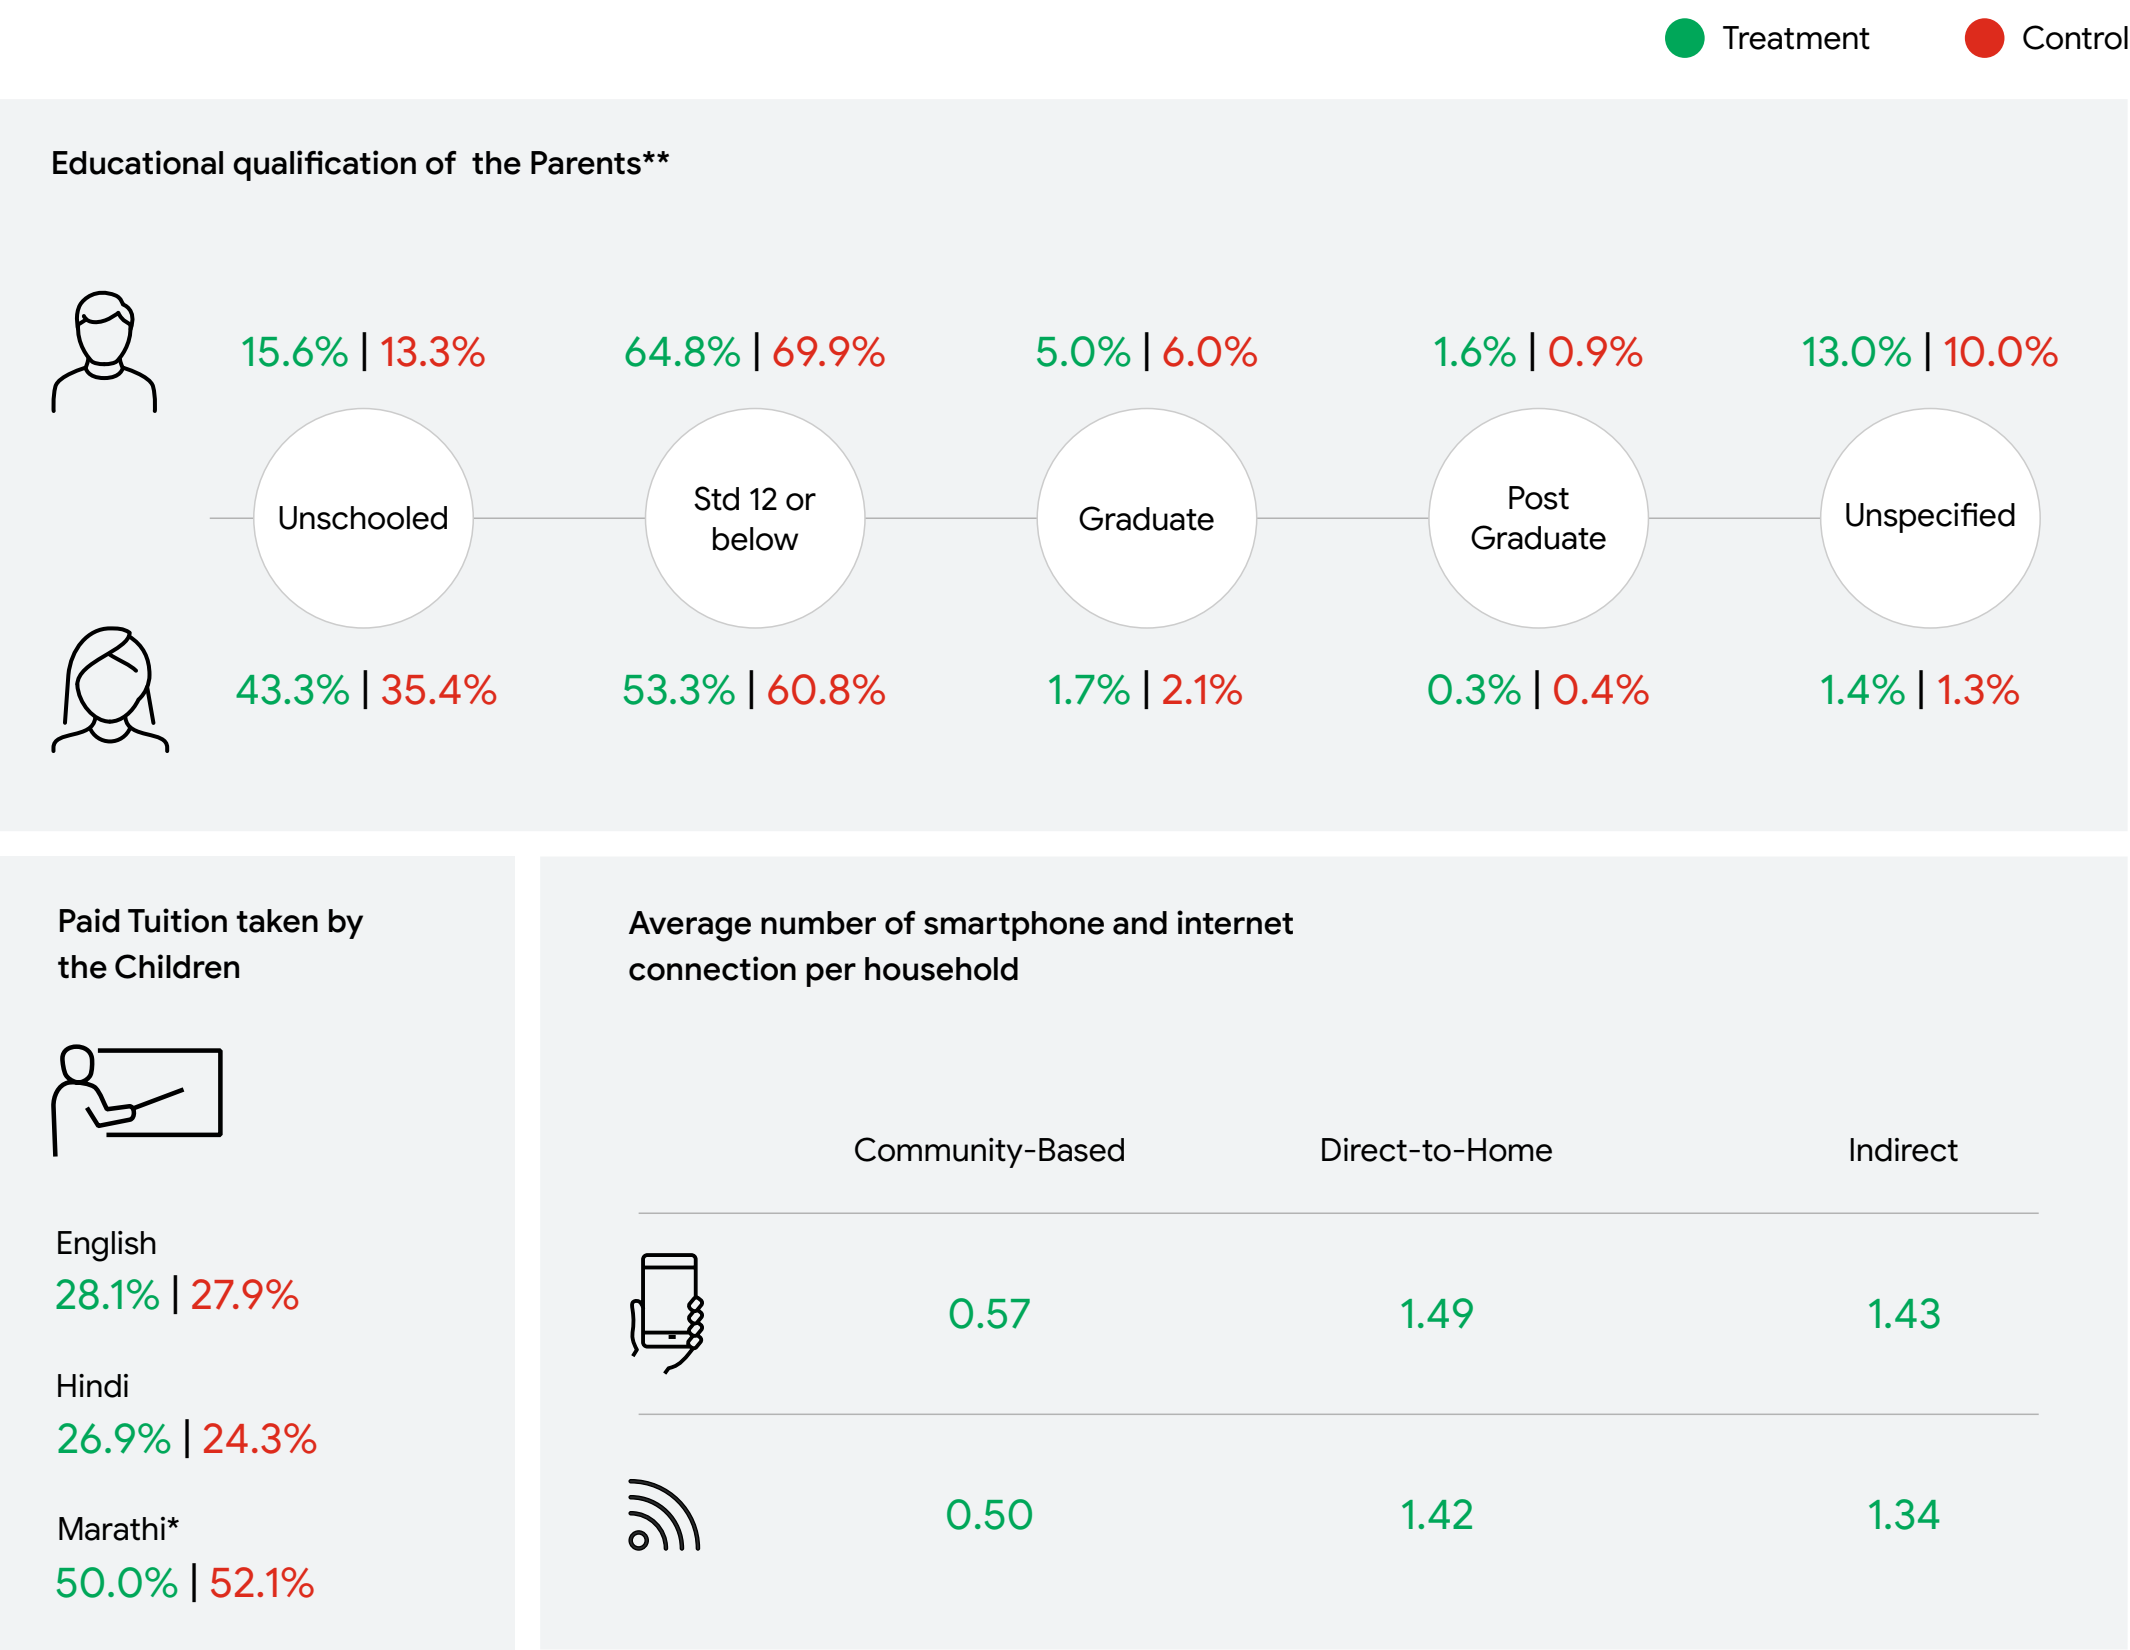 Treatment Control
Educational qualification of the Parents**
15.6% | 13.3% 64.8% | 69.9% 5.0% | 6.0% 1.6% | 0.9% 13.0% | 10.0%
Unschooled
Std 12 or
below
Graduate
Post
Graduate
Unspecified
43.3% | 35.4% 53.3% | 60.8% 1.7% | 2.1% 0.3% | 0.4% 1.4% | 1.3%
Paid Tuition taken by
the Children
English
28.1% | 27.9%
Hindi
26.9% | 24.3%
Marathi*
50.0% | 52.1%
Average number of smartphone and internet
connection per household
Community-Based Direct-to-Home Indirect
0.57 1.49 1.43
0.50 1.42 1.34